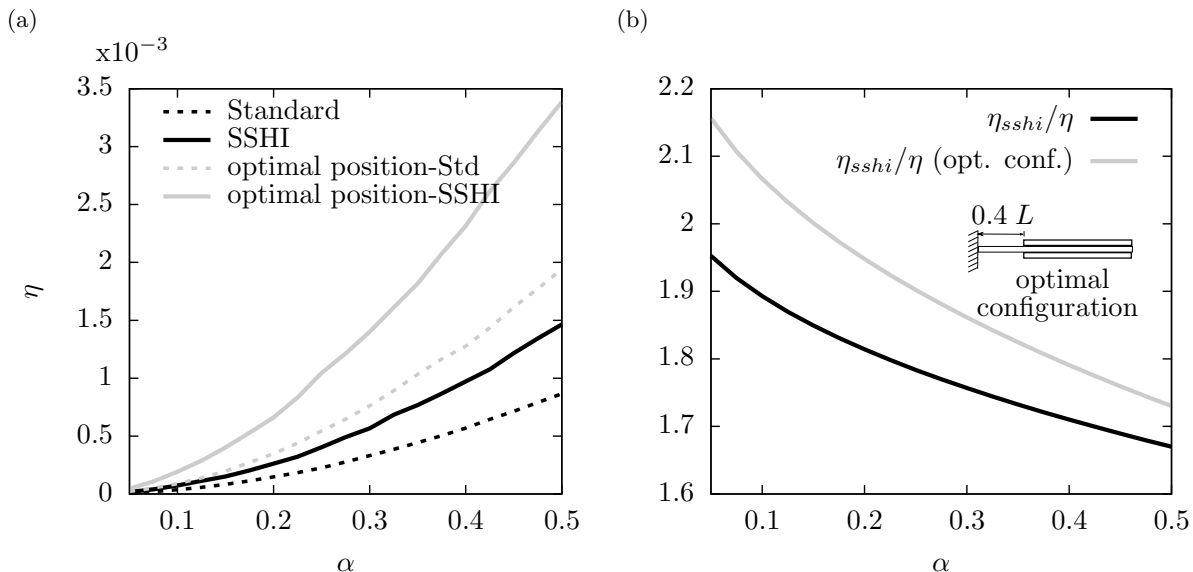 (a)
x10⁻³
3.5
3
2.5
2
1.5
1
0.5
0
0.1
0.2
0.3
0.4
0.5
η
α
Standard
SSHI
optimal position-Std
optimal position-SSHI
(b)
2.2
2.1
2
1.9
1.8
1.7
1.6
0.1
0.2
0.3
0.4
0.5
α
η_sshi/η
η_sshi/η (opt. conf.)
0.4 L
optimal
configuration